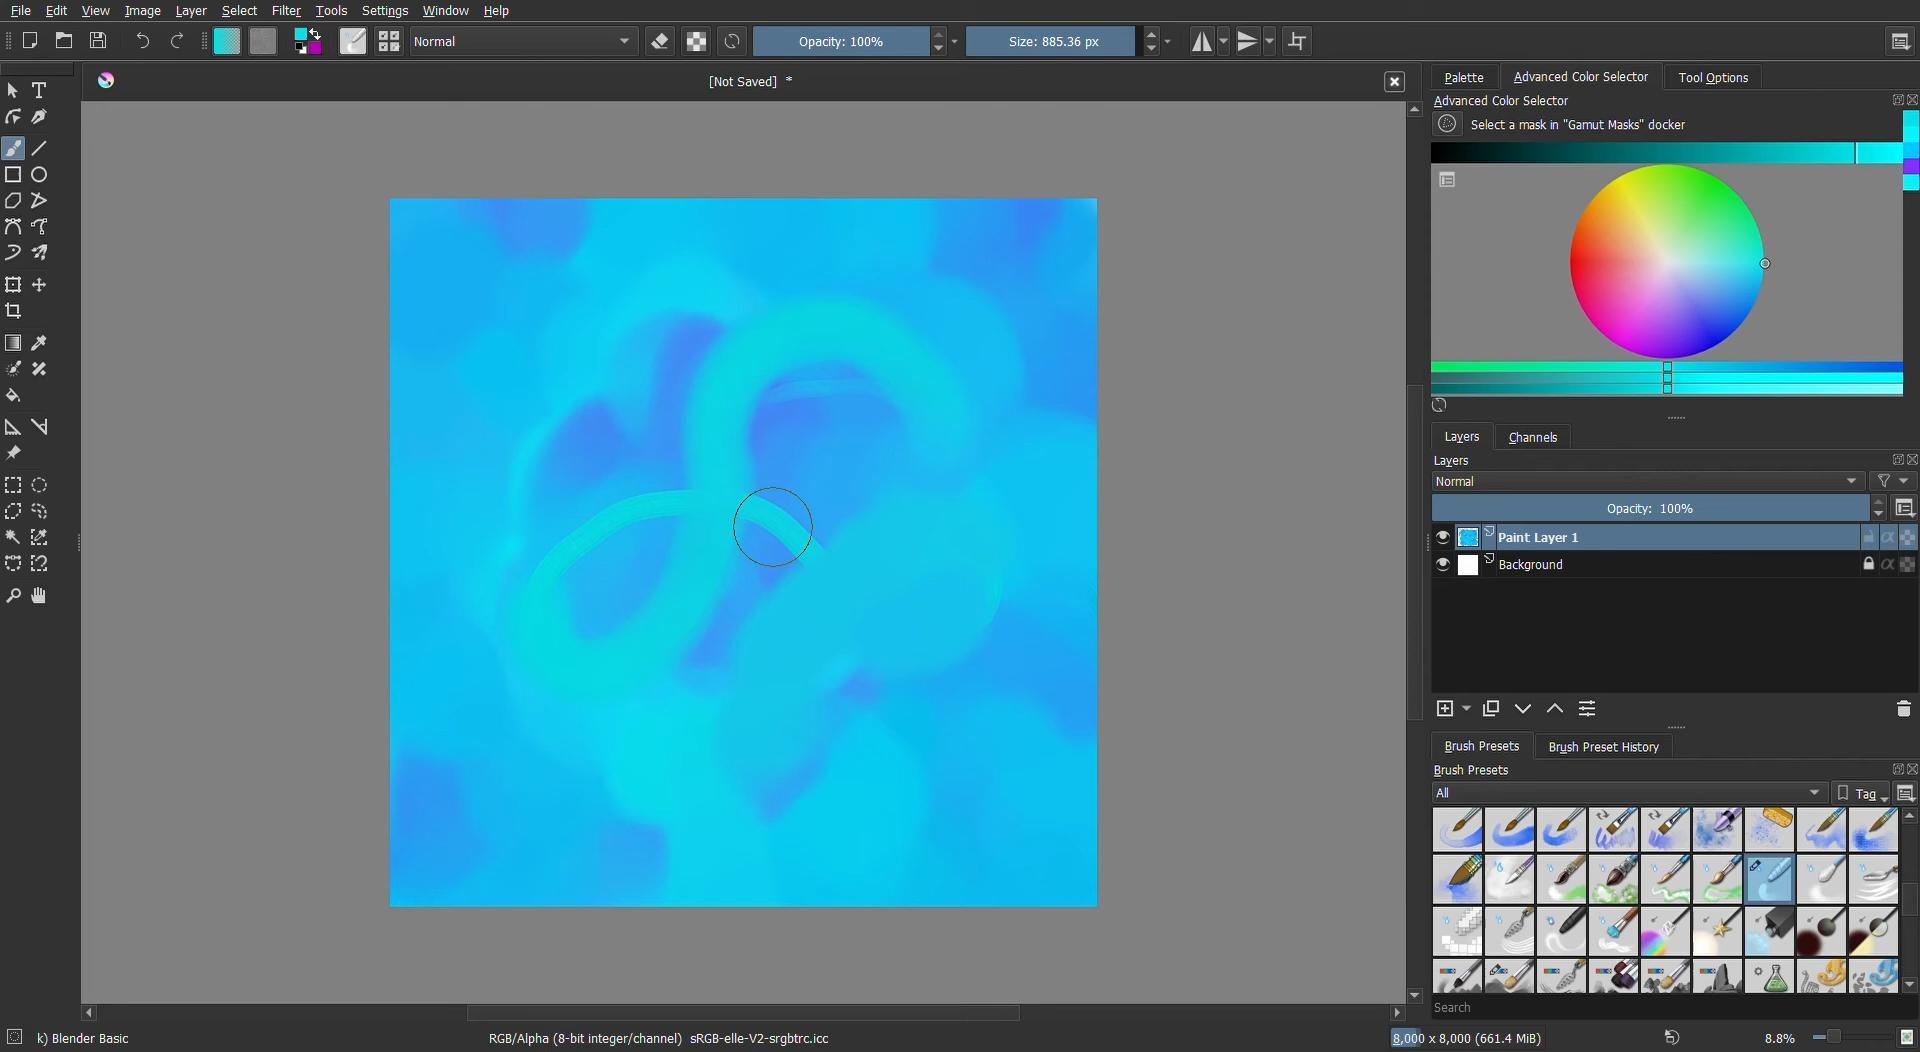 File Edit View Image Layer Select Filter Tools Settings Window Help
Normal Opacity: 100% Size: 885.36 px
[Not Saved] *
Palette Advanced Color Selector Tool Options
Advanced Color Selector
Select a mask in "Gamut Masks" docker
Layers Channels
Layers
Normal
Opacity: 100%
Paint Layer 1
Background
Brush Presets Brush Preset History
Brush Presets
All Tag
Search
k) Blender Basic RGB/Alpha (8-bit integer/channel) sRGB-elle-V2-srgbtrc.icc 8,000 x 8,000 (661.4 MiB) 8.8%